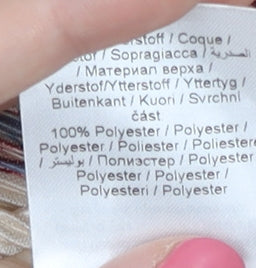 / Coque /
/ Sopragiacca / الصدرية
/ Материал верха /
Yderstof/Ytterstoff / Yttertyg /
Buitenkant / Kuori / Svrchní
část
100% Polyester / Polyester /
Polyester / Poliester / Poliestere
/ بوليستر / Полиэстер / Polyester
Polyester / Polyester /
Polyesteri / Polyester